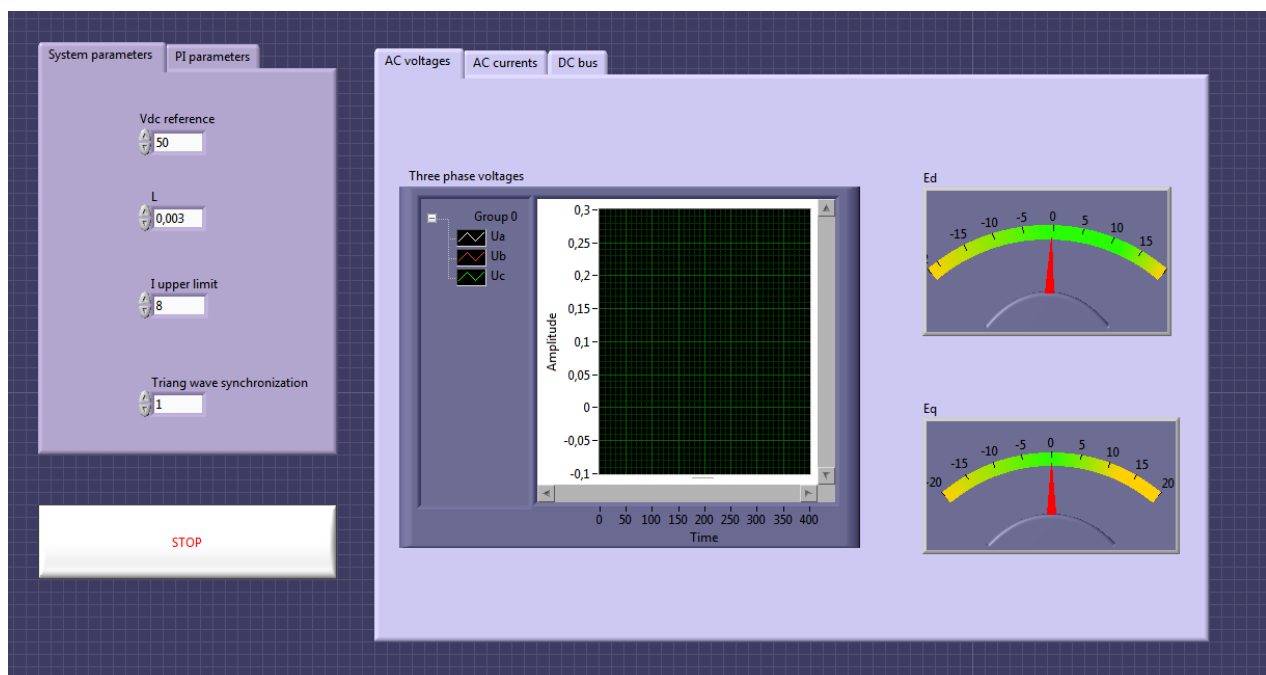 System parameters
PI parameters
Vdc reference
50
L
0,003
I upper limit
8
Triang wave synchronization
1
STOP
AC voltages
AC currents
DC bus
Three phase voltages
Group 0
Ua
Ub
Uc
Amplitude
0,3
0,25
0,2
0,15
0,1
0,05
0
-0,05
-0,1
0 50 100 150 200 250 300 350 400
Time
Ed
-15 -10 -5 0 5 10 15
Eq
-20 -15 -10 -5 0 5 10 15 20